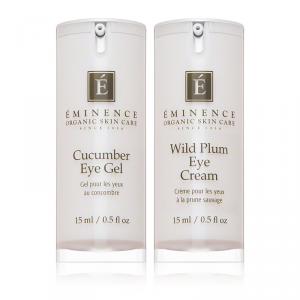 É
ÉMINENCE
ORGANIC SKIN CARE
SINCE 1958
Cucumber
Eye Gel
Gel pour les yeux
au concombre
15 ml / 0.5 fl oz
É
ÉMINENCE
ORGANIC SKIN CARE
SINCE 1958
Wild Plum
Eye
Cream
Crème pour les yeux
à la prune sauvage
15 ml / 0.5 fl oz